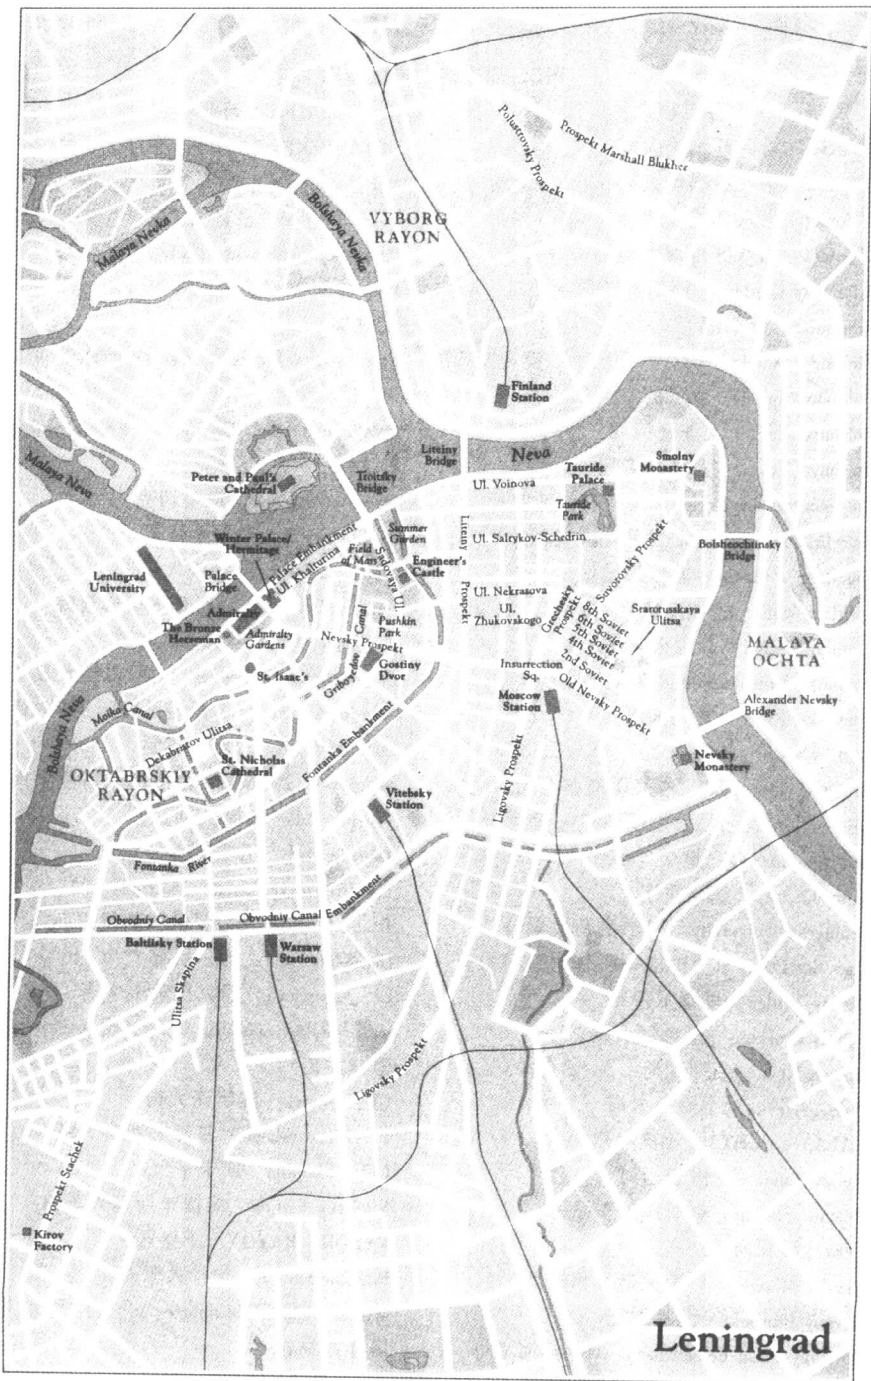 Polustrovsky Prospekt
Prospekt Marshall Blukher
Bolshaya Nevka
Malaya Nevka
VYBORG
RAYON
Finland
Station
Malaya Neva
Peter and Paul's
Cathedral
Troitsky
Bridge
Liteiny
Bridge
Neva
Tauride
Palace
Smolny
Monastery
Ul. Voinova
Tauride
Park
Winter Palace/
Hermitage
Palace Embankment
Ul. Khalturina
Field
of Mars
Summer
Garden
Sadovaya Ul.
Engineer's
Castle
Liteiny
Prospekt
Ul. Saltykov-Schedrin
Suvorovsky Prospekt
Bolsheochtinsky
Bridge
Leningrad
University
Palace
Bridge
Admiralty
The Bronze
Horseman
Admiralty
Gardens
Nevsky Prospekt
Griboyedov Canal
Pushkin
Park
Gostiny
Dvor
Ul. Nekrasova
Ul.
Zhukovskogo
Grechesky
Prospekt
8th Soviet
6th Soviet
5th Soviet
4th Soviet
2nd Soviet
Starorusskaya
Ulitsa
MALAYA
OCHTA
Insurrection
Sq.
Old Nevsky Prospekt
Moscow
Station
Alexander Nevsky
Bridge
St. Isaac's
Bolshaya Neva
Moika Canal
Dekabristov Ulitsa
St. Nicholas
Cathedral
OKTABRSKIY
RAYON
Fontanka Embankment
Vitebsky
Station
Ligovsky Prospekt
Nevsky
Monastery
Fontanka River
Obvodniy Canal
Obvodniy Canal Embankment
Baltiisky Station
Warsaw
Station
Ulitsa Skapina
Ligovsky Prospekt
Prospekt Stachek
Kirov
Factory
Leningrad